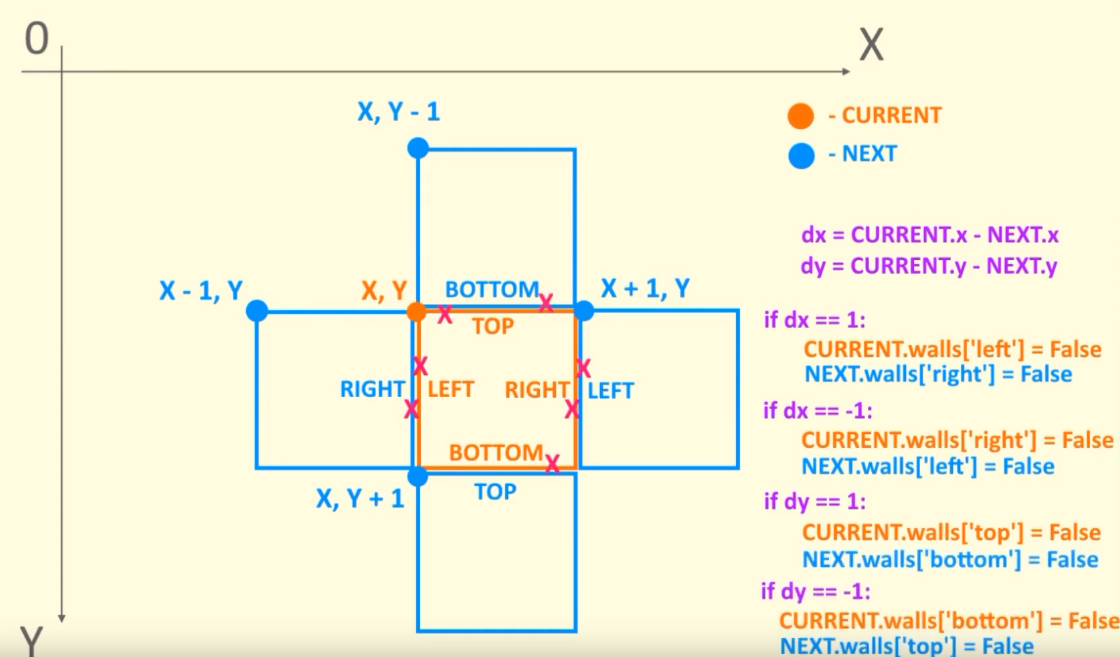 0
X
X, Y - 1
- CURRENT
- NEXT
dx = CURRENT.x - NEXT.x
dy = CURRENT.y - NEXT.y
X - 1, Y
X, Y
BOTTOM
X + 1, Y
X
X
TOP
if dx == 1:
CURRENT.walls['left'] = False
NEXT.walls['right'] = False
X
X
RIGHT
LEFT
RIGHT
LEFT
X
X
if dx == -1:
CURRENT.walls['right'] = False
NEXT.walls['left'] = False
BOTTOM
X
X, Y + 1
TOP
if dy == 1:
CURRENT.walls['top'] = False
NEXT.walls['bottom'] = False
if dy == -1:
CURRENT.walls['bottom'] = False
NEXT.walls['top'] = False
Y